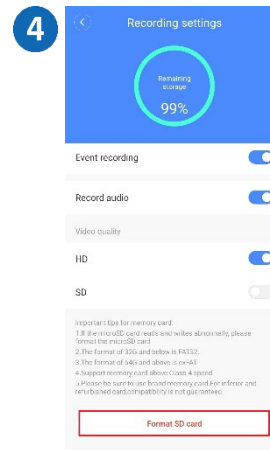 4
Recording settings
Remaining
storage
99%
Event recording
Record audio
Video quality
HD
SD
Important tips for memory card:
1.If the microSD card reads and writes abnormally, please
format the microSD card
2.The format of 32G and below is FAT32.
3.The format of 64G and above is exFAT.
4.Support memory card above Class 4 speed.
5.Please be sure to use brand memory card.For inferior and
refurbished card,compatibility is not guaranteed.
Format SD card